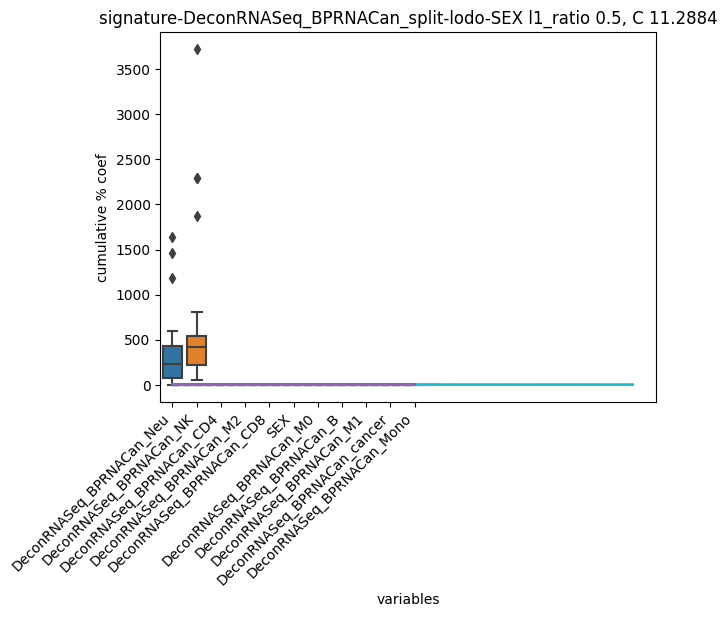 signature-DeconRNASeq_BPRNACan_split-lodo-SEX l1_ratio 0.5, C 11.2884
3500
3000
2500
2000
1500
1000
500
0
cumulative % coef
DeconRNASeq_BPRNACan_Neu
DeconRNASeq_BPRNACan_NK
DeconRNASeq_BPRNACan_CD4
DeconRNASeq_BPRNACan_M2
DeconRNASeq_BPRNACan_CD8
SEX
DeconRNASeq_BPRNACan_M0
DeconRNASeq_BPRNACan_B
DeconRNASeq_BPRNACan_M1
DeconRNASeq_BPRNACan_cancer
DeconRNASeq_BPRNACan_Mono
variables